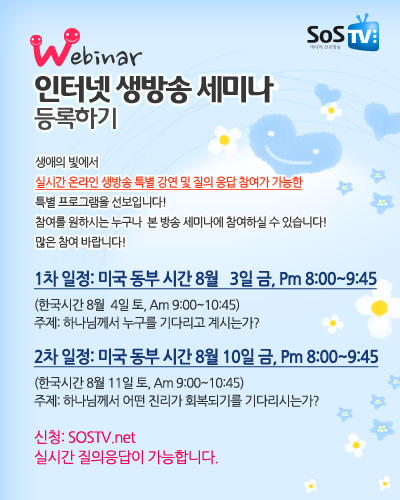 SOSTV
미디어 선교방송
Webinar
인터넷 생방송 세미나
등록하기
생애의 빛에서
실시간 온라인 생방송 특별 강연 및 질의 응답 참여가 가능한
특별 프로그램을 선보입니다!
참여를 원하시는 누구나 본 방송 세미나에 참여하실 수 있습니다!
많은 참여 바랍니다!
1차 일정: 미국 동부 시간 8월 3일 금, Pm 8:00~9:45
(한국시간 8월 4일 토, Am 9:00~10:45)
주제: 하나님께서 누구를 기다리고 계시는가?
2차 일정: 미국 동부 시간 8월 10일 금, Pm 8:00~9:45
(한국시간 8월 11일 토, Am 9:00~10:45)
주제: 하나님께서 어떤 진리가 회복되기를 기다리시는가?
신청: SOSTV.net
실시간 질의응답이 가능합니다.